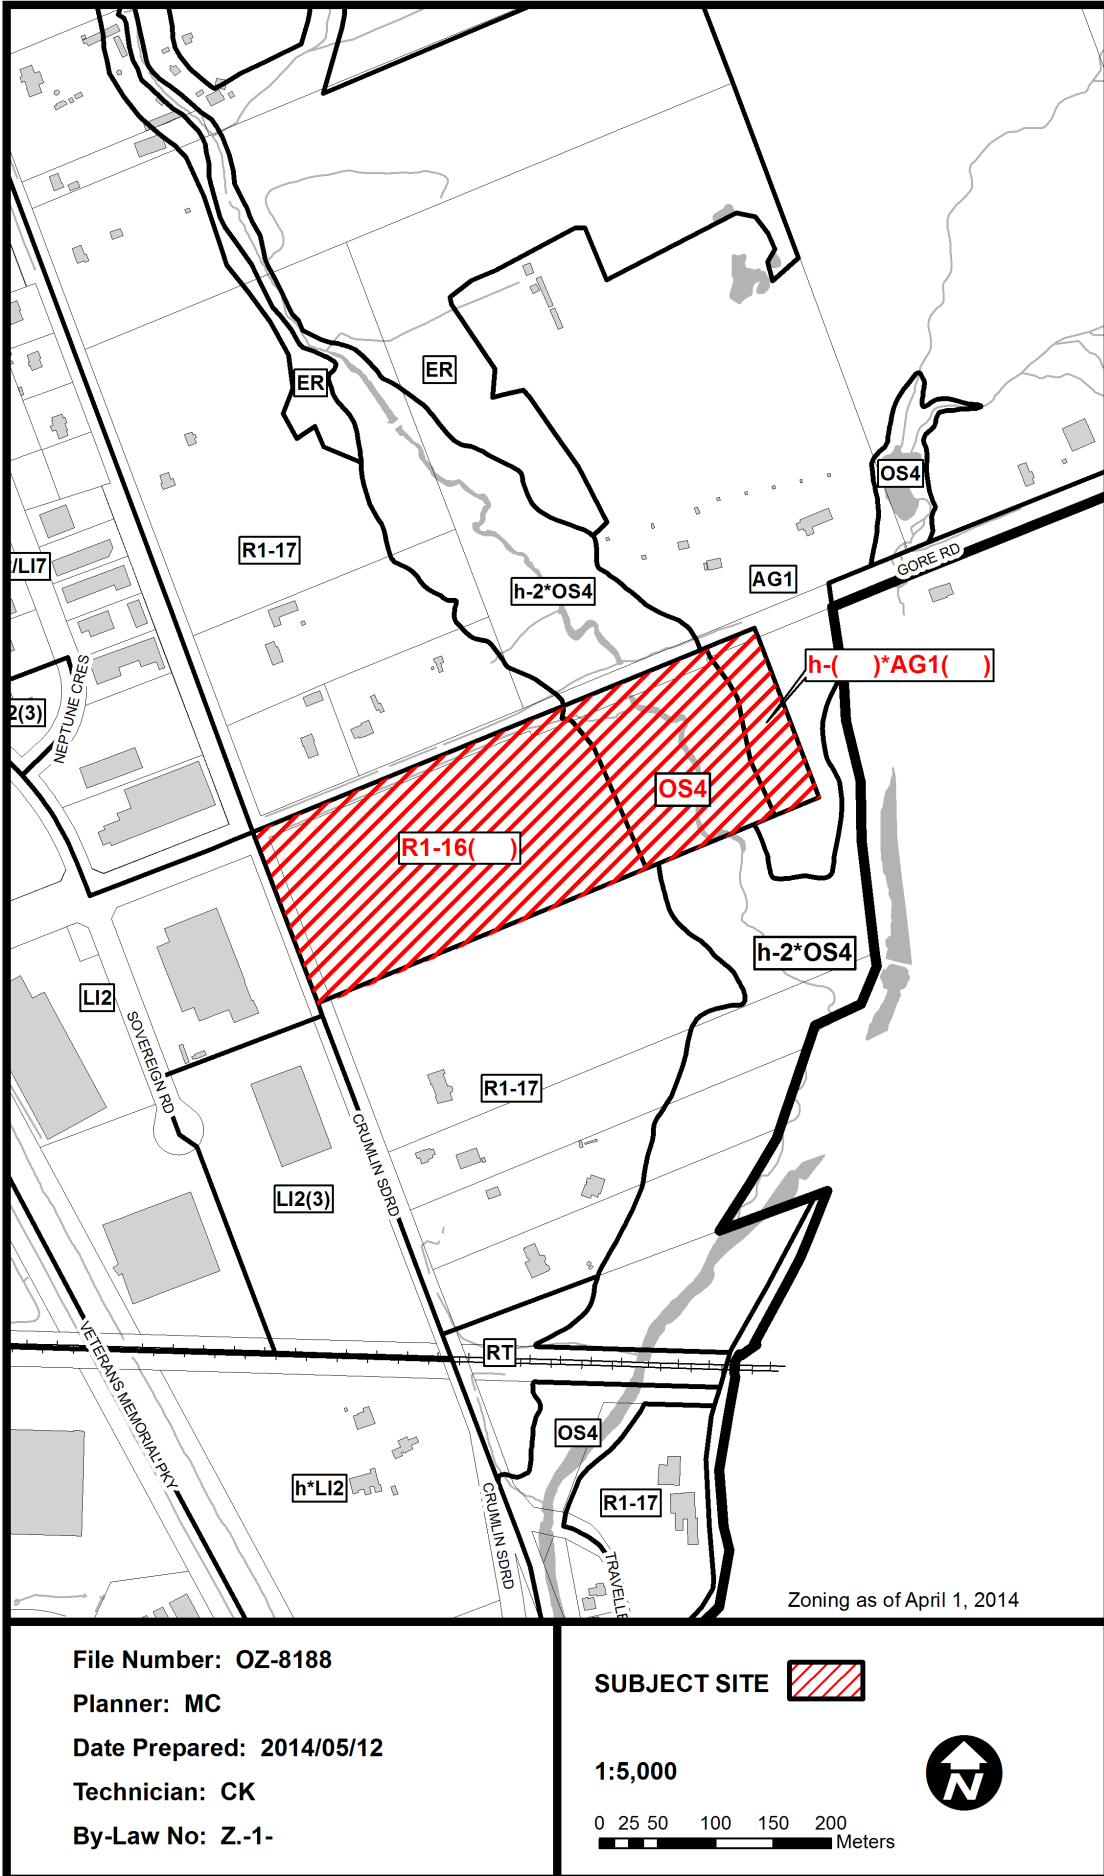 ER
ER
OS4
R1-17
GORE RD
/LI7
AG1
h-2*OS4
h-( )*AG1( )
NEPTUNE CRES
2(3)
OS4
R1-16( )
h-2*OS4
LI2
SOVEREIGN RD
R1-17
CRUMLIN SDRD
LI2(3)
VETERANS MEMORIAL PKY
RT
OS4
h*LI2
R1-17
CRUMLIN SDRD
TRAVELLE
Zoning as of April 1, 2014
File Number: OZ-8188
Planner: MC
Date Prepared: 2014/05/12
Technician: CK
By-Law No: Z.-1-
SUBJECT SITE
1:5,000
N
0 25 50 100 150 200
Meters